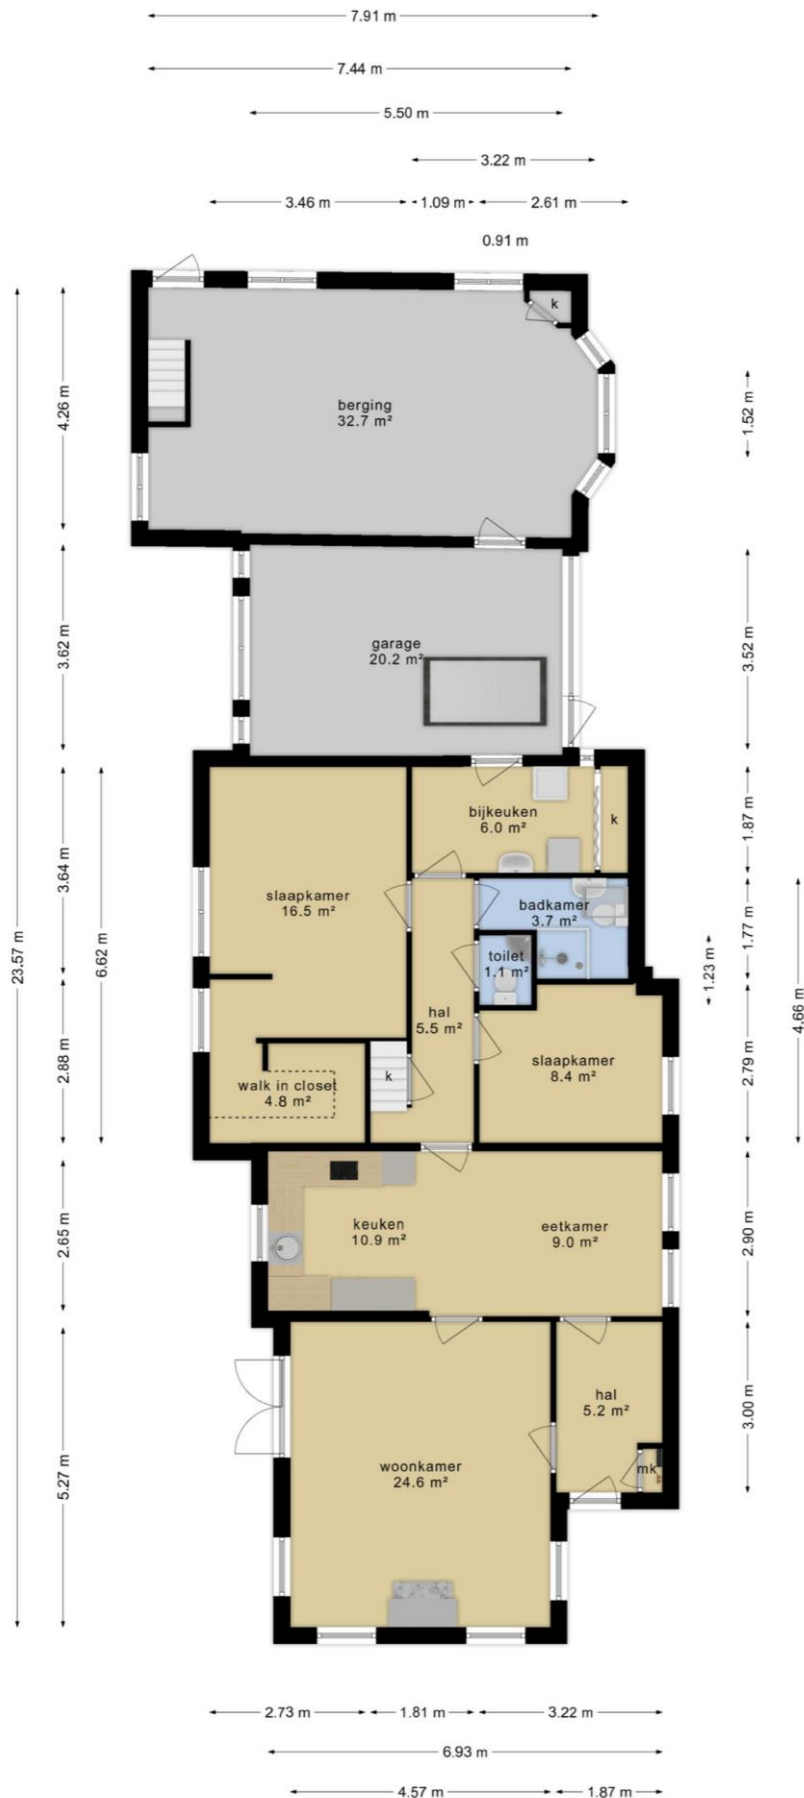 7.91 m
7.44 m
5.50 m
3.22 m
3.46 m 1.09 m 2.61 m
0.91 m
k
4.26 m
1.52 m
berging
32.7 m²
3.62 m
3.52 m
garage
20.2 m²
1.87 m
bijkeuken
6.0 m²
k
3.64 m
slaapkamer
16.5 m²
badkamer
3.7 m²
1.77 m
23.57 m
6.62 m
toilet
1.1 m²
1.23 m
4.66 m
hal
5.5 m²
2.88 m
slaapkamer
8.4 m²
2.79 m
k
walk in closet
4.8 m²
2.65 m
keuken
10.9 m²
eetkamer
9.0 m²
2.90 m
hal
5.2 m²
3.00 m
5.27 m
woonkamer
24.6 m²
mk
2.73 m 1.81 m 3.22 m
6.93 m
4.57 m 1.87 m